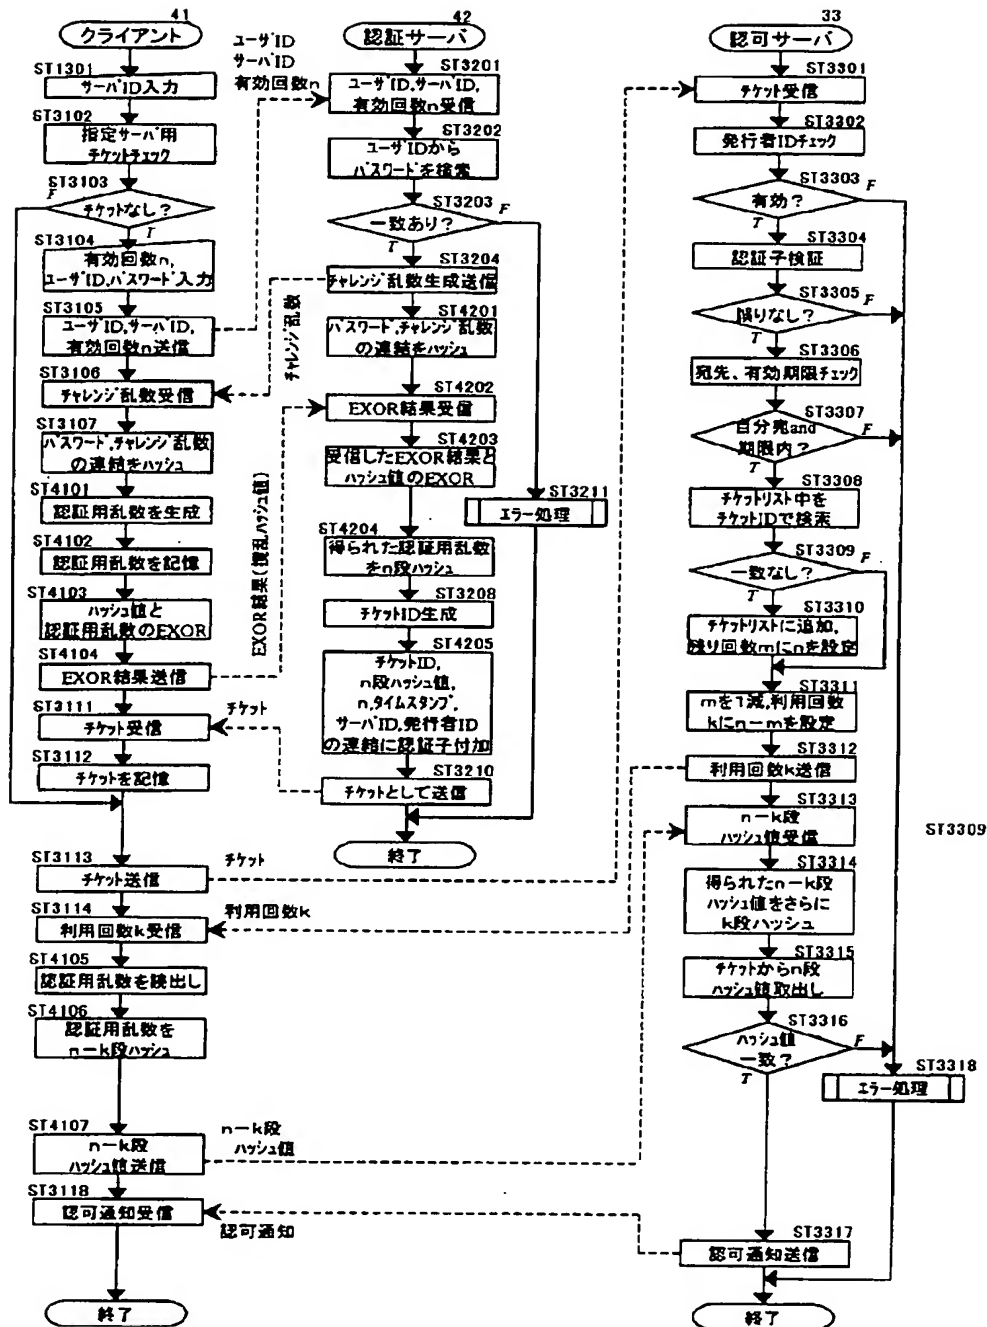 41
クライアント
ST1301
サーバID入力
ST3102
指定サーバ用
チケットチェック
ST3103
F
チケットなし?
T
ST3104
有効回数n,
ユーザID,パスワード入力
ST3105
ユーザID,サーバID,
有効回数n送信
ST3106
チャレンジ乱数受信
ST3107
パスワード,チャレンジ乱数
の連結をハッシュ
ST4101
認証用乱数を生成
ST4102
認証用乱数を記憶
ST4103
ハッシュ値と
認証用乱数のEXOR
ST4104
EXOR結果送信
ST3111
チケット受信
ST3112
チケットを記憶
ST3113
チケット送信
ST3114
利用回数k受信
ST4105
認証用乱数を読出し
ST4106
認証用乱数を
n-k段ハッシュ
ST4107
n-k段
ハッシュ値送信
ST3118
認可通知受信
終了
ユーザID
サーバID
有効回数n
チャレンジ乱数
EXOR結果(撹乱ハッシュ値)
チケット
チケット
利用回数k
n-k段
ハッシュ値
認可通知
42
認証サーバ
ST3201
ユーザID,サーバID,
有効回数n受信
ST3202
ユーザIDから
パスワードを検索
ST3203
F
一致あり?
T
ST3204
チャレンジ乱数生成送信
ST4201
パスワード,チャレンジ乱数
の連結をハッシュ
ST4202
EXOR結果受信
ST4203
受信したEXOR結果と
ハッシュ値のEXOR
ST3211
エラー処理
ST4204
得られた認証用乱数
をn段ハッシュ
ST3208
チケットID生成
ST4205
チケットID,
n段ハッシュ値,
n,タイムスタンプ,
サーバID,発行者ID
の連結に認証子付加
ST3210
チケットとして送信
終了
33
認可サーバ
ST3301
チケット受信
ST3302
発行者IDチェック
ST3303
F
有効?
T
ST3304
認証子検証
ST3305
F
誤りなし?
T
ST3306
宛先、有効期限チェック
ST3307
自分宛and
F
期限内?
T
ST3308
チケットリスト中を
チケットIDで検索
ST3309
F
一致なし?
T
ST3310
チケットリストに追加,
残り回数mにnを設定
ST3311
mを1減,利用回数
kにn-mを設定
ST3312
利用回数k送信
ST3313
n-k段
ハッシュ値受信
ST3309
ST3314
得られたn-k段
ハッシュ値をさらに
k段ハッシュ
ST3315
チケットからn段
ハッシュ値取出し
ST3316
ハッシュ値
F
一致?
T
ST3318
エラー処理
ST3317
認可通知送信
終了